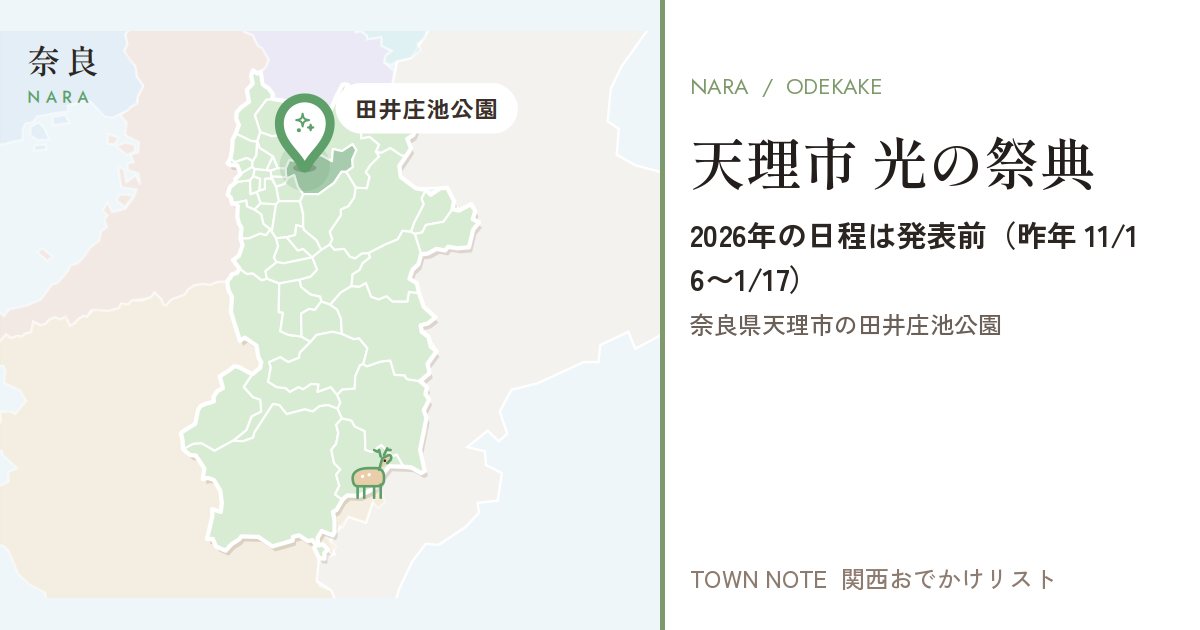 奈良
NARA
田井庄池公園
NARA / ODEKAKE
天理市 光の祭典
2026年の日程は発表前（昨年 11/1
6〜1/17）
奈良県天理市の田井庄池公園
TOWN NOTE 関西おでかけリスト